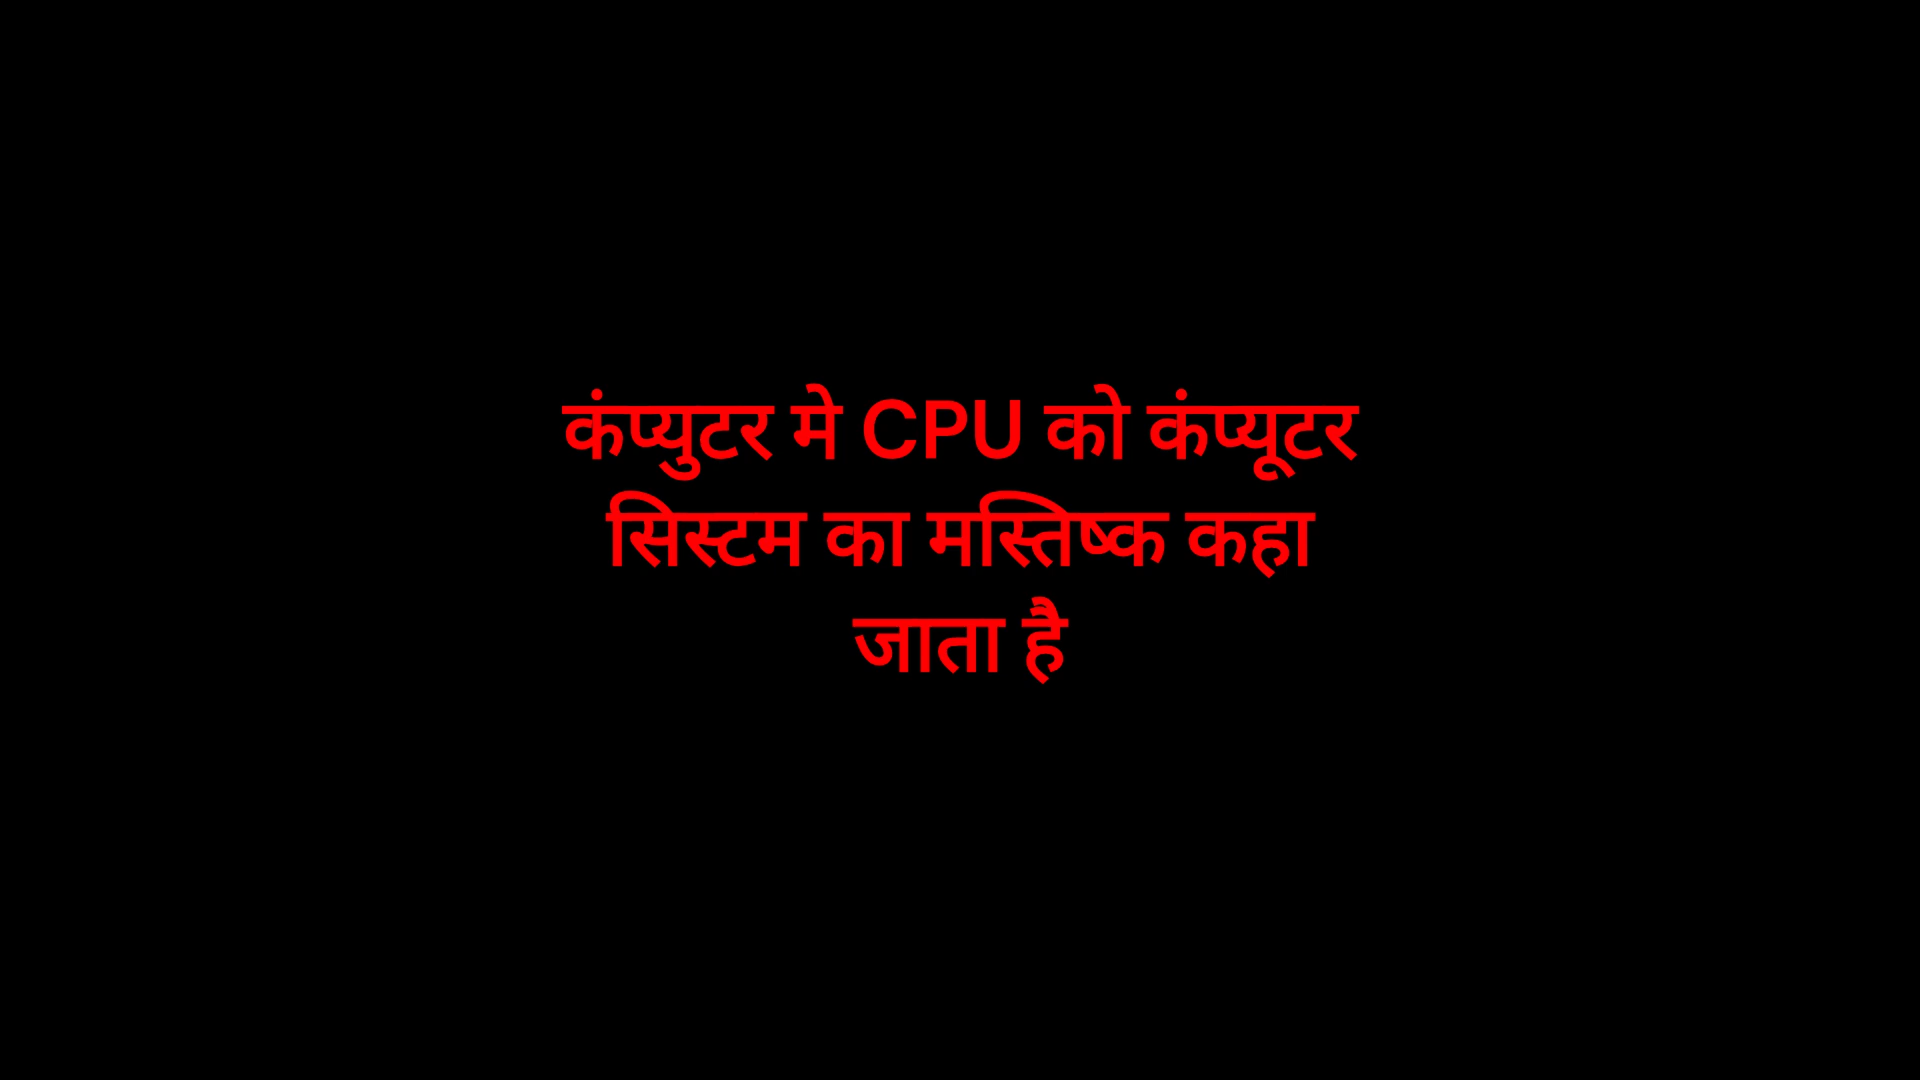 कंप्युटर मे CPU को कंप्यूटर
सिस्टम का मस्तिष्क कहा
जाता है